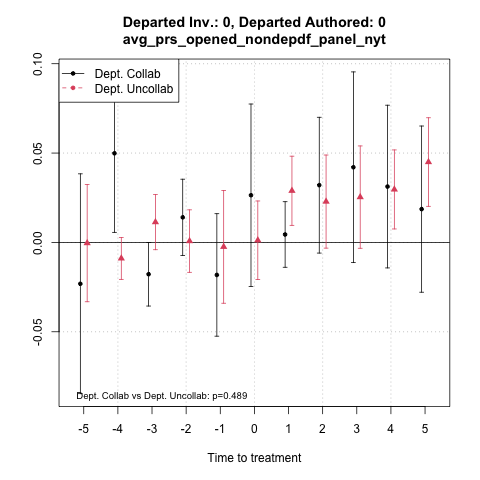 Departed Inv.: 0, Departed Authored: 0
avg_prs_opened_nondepdf_panel_nyt
Dept. Collab
Dept. Uncollab
0.10
0.05
0.00
-0.05
Dept. Collab vs Dept. Uncollab: p=0.489
-5 -4 -3 -2 -1 0 1 2 3 4 5
Time to treatment